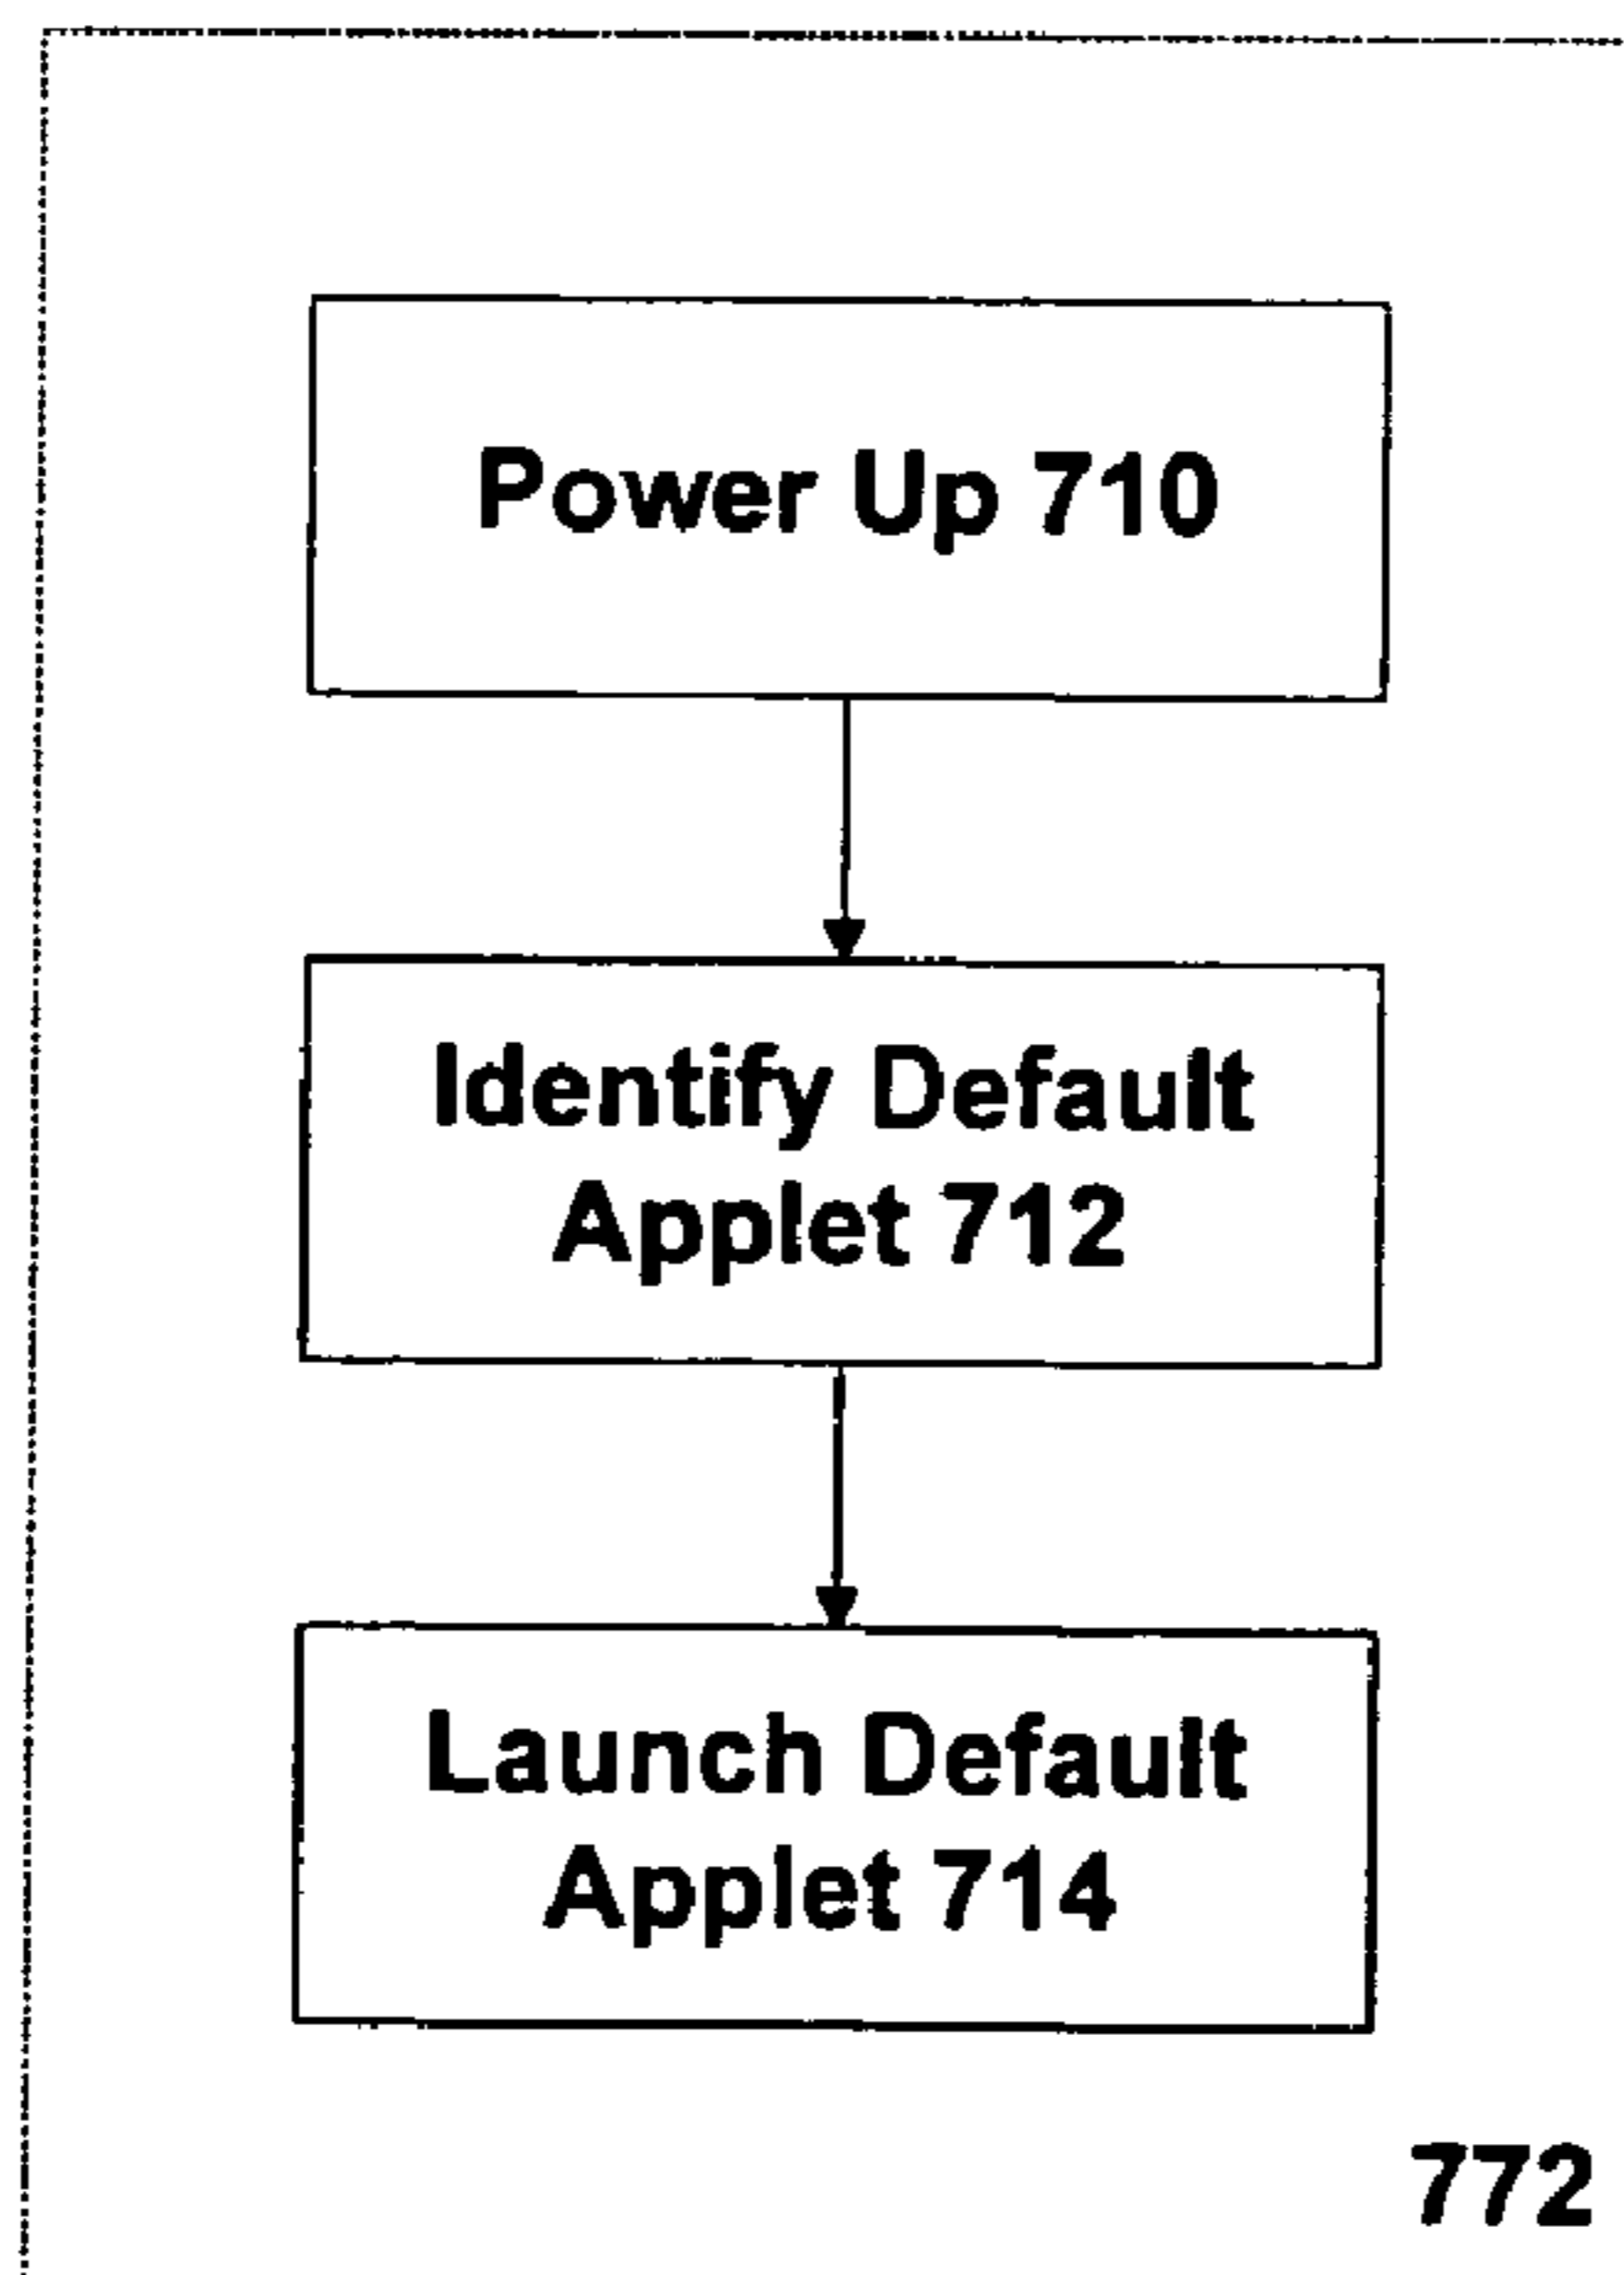 Power Up 710
Identify Default
Applet 712
Launch Default
Applet 714
772